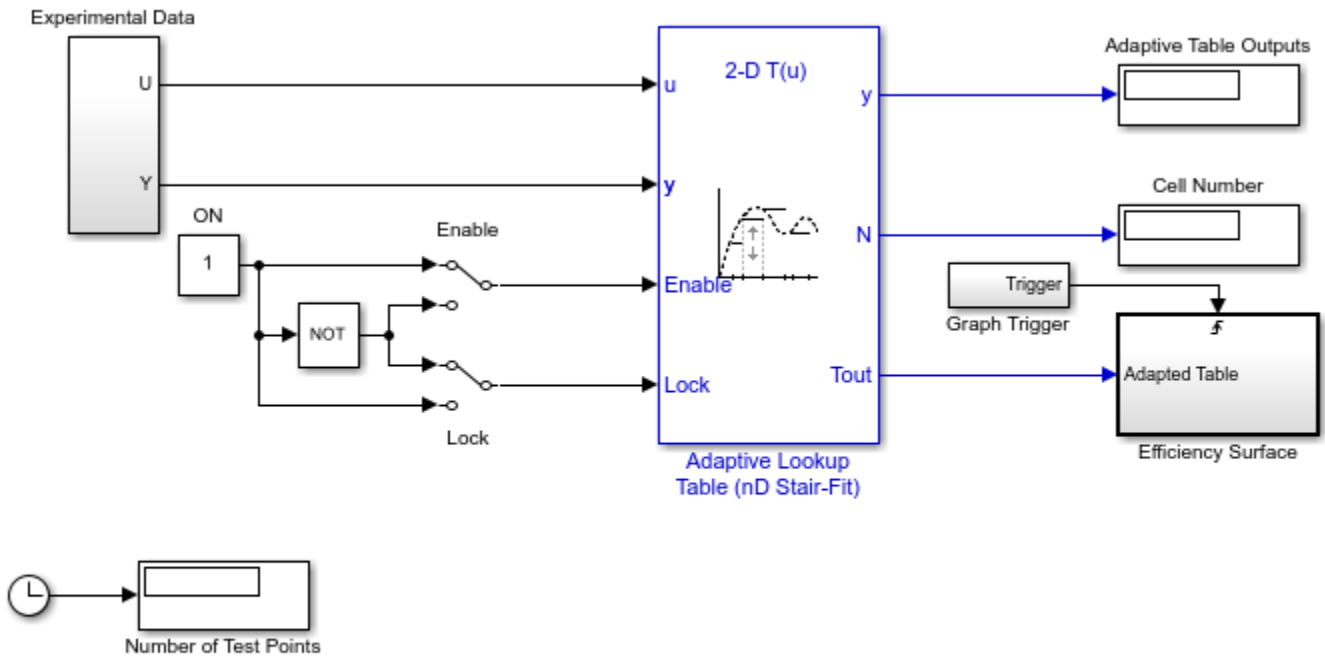 Experimental Data
U
Y
ON
1
NOT
Enable
Lock
2-D T(u)
u
y
Enable
Lock
y
N
Tout
Adaptive Lookup
Table (nD Stair-Fit)
Adaptive Table Outputs
Cell Number
Trigger
Graph Trigger
Adapted Table
Efficiency Surface
Number of Test Points